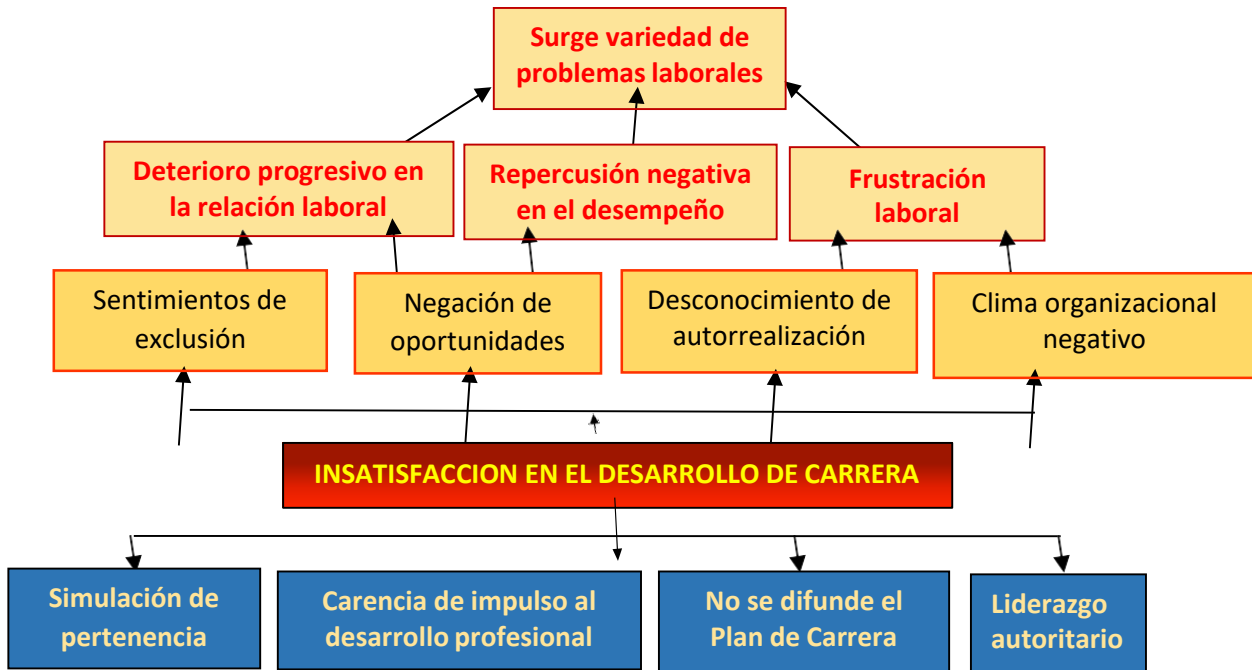 Surge variedad de
problemas laborales
Deterioro progresivo en
la relación laboral
Repercusión negativa
en el desempeño
Frustración
laboral
Sentimientos de
exclusión
Negación de
oportunidades
Desconocimiento de
autorrealización
Clima organizacional
negativo
INSATISFACCION EN EL DESARROLLO DE CARRERA
Simulación de
pertenencia
Carencia de impulso al
desarrollo profesional
No se difunde el
Plan de Carrera
Liderazgo
autoritario